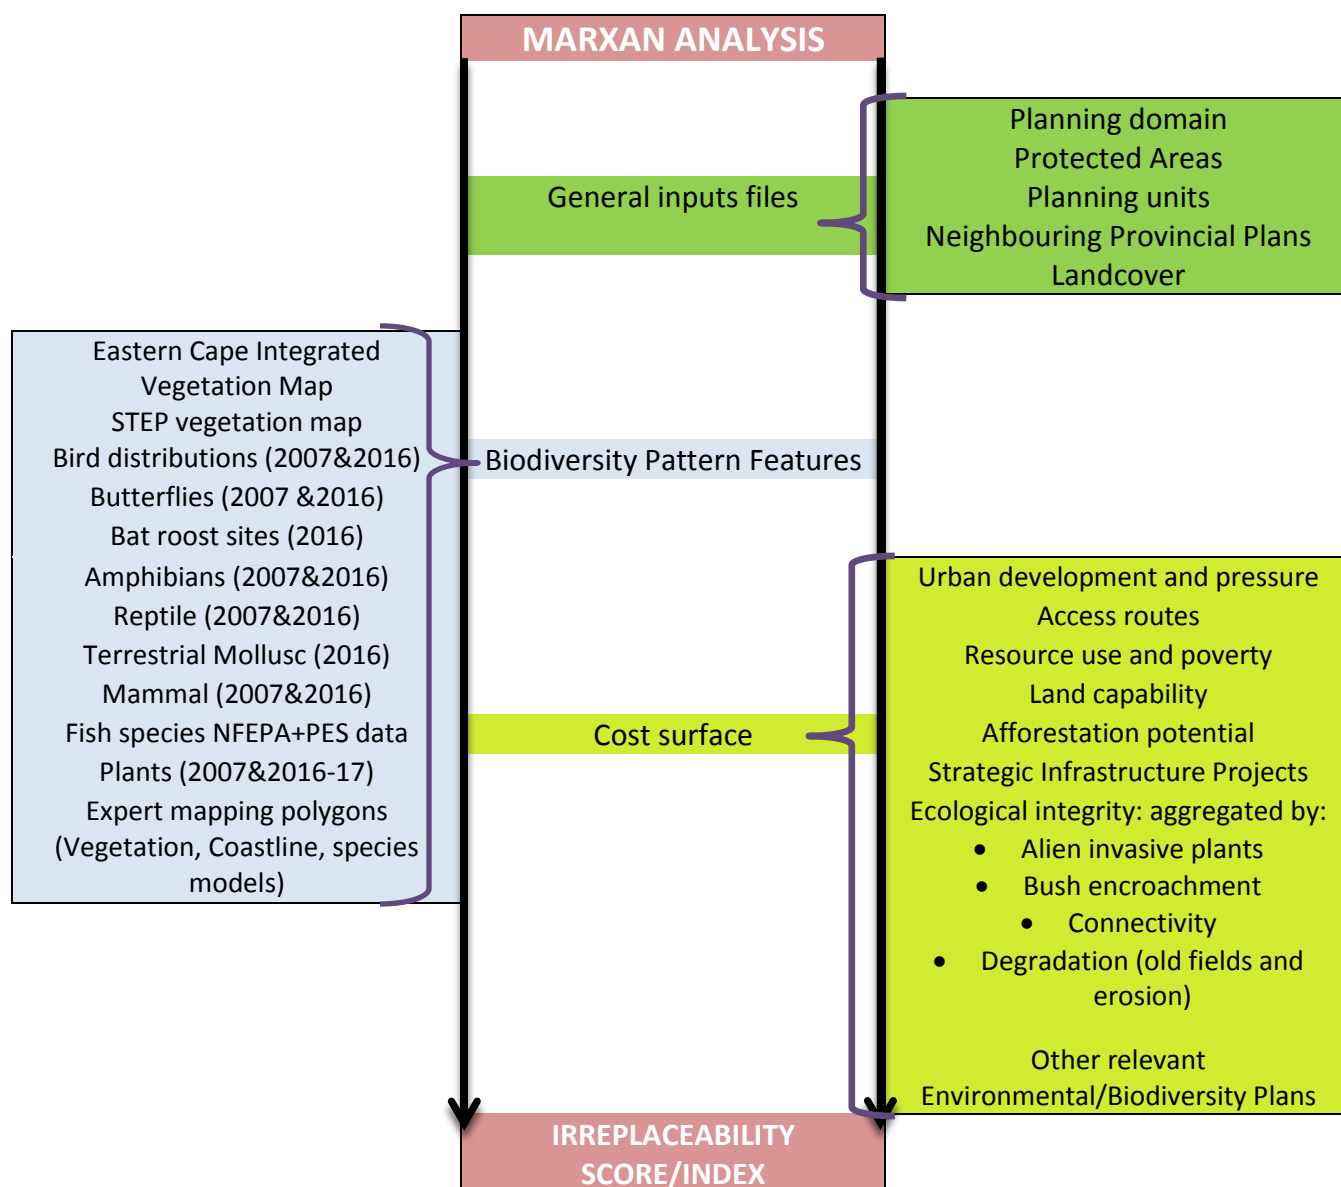 MARXAN ANALYSIS
General inputs files
Planning domain
Protected Areas
Planning units
Neighbouring Provincial Plans
Landcover
Eastern Cape Integrated
Vegetation Map
STEP vegetation map
Bird distributions (2007&2016)
Butterflies (2007 &2016)
Bat roost sites (2016)
Amphibians (2007&2016)
Reptile (2007&2016)
Terrestrial Mollusc (2016)
Mammal (2007&2016)
Fish species NFEPA+PES data
Plants (2007&2016-17)
Expert mapping polygons
(Vegetation, Coastline, species
models)
Biodiversity Pattern Features
Cost surface
Urban development and pressure
Access routes
Resource use and poverty
Land capability
Afforestation potential
Strategic Infrastructure Projects
Ecological integrity: aggregated by:
• Alien invasive plants
• Bush encroachment
• Connectivity
• Degradation (old fields and
erosion)
Other relevant
Environmental/Biodiversity Plans
IRREPLACEABILITY
SCORE/INDEX